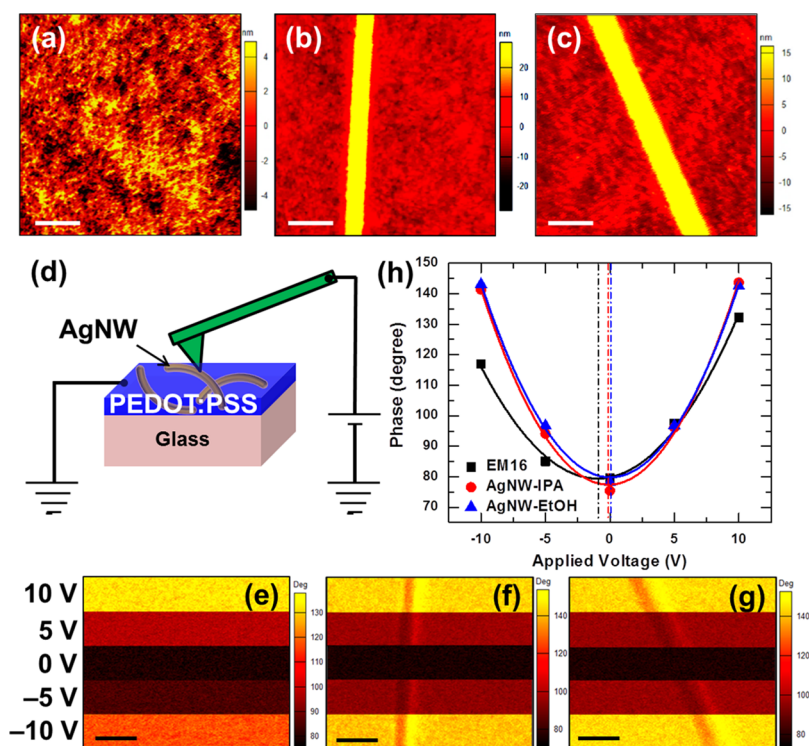 (a)
nm
4
2
0
-2
-4
(b)
nm
20
10
0
-10
-20
(c)
nm
15
10
5
0
-5
-10
-15
(d)
AgNW
PEDOT:PSS
Glass
(h)
150
140
130
120
110
100
90
80
70
Phase (degree)
EM16
AgNW-IPA
AgNW-EtOH
-10
-5
0
5
10
Applied Voltage (V)
10 V
5 V
0 V
–5 V
–10 V
(e)
Deg
130
120
110
100
90
80
(f)
Deg
140
120
100
80
(g)
Deg
140
120
100
80